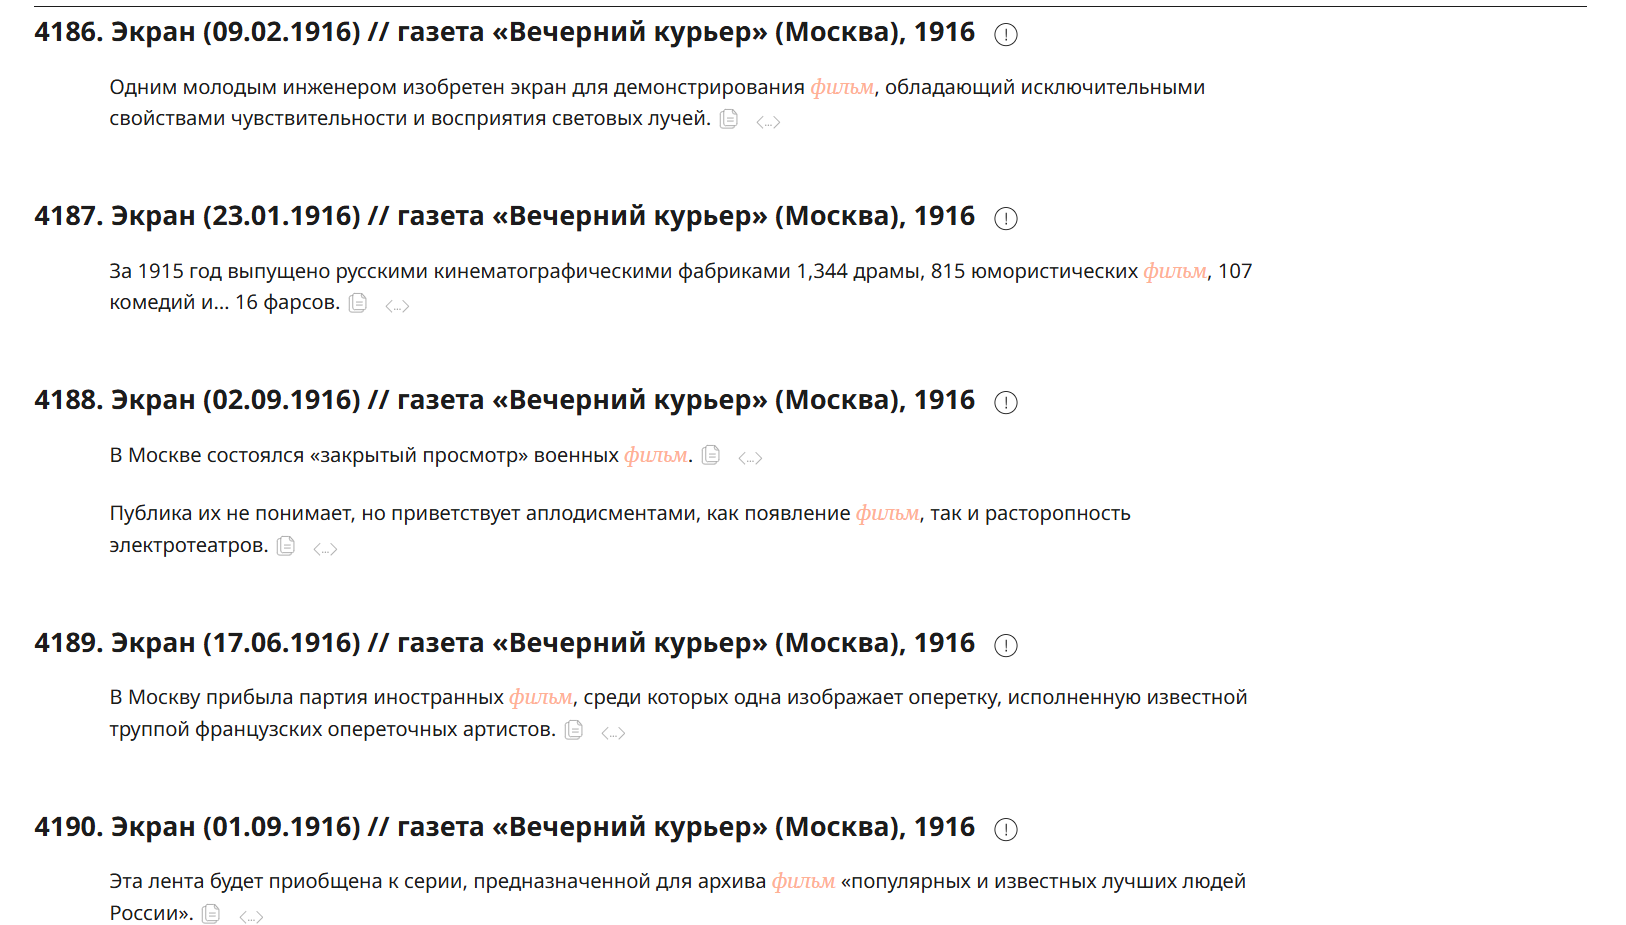 4186. Экран (09.02.1916) // газета «Вечерний курьер» (Москва), 1916
Одним молодым инженером изобретен экран для демонстрирования фильм, обладающий исключительными
свойствами чувствительности и восприятия световых лучей. <...>
4187. Экран (23.01.1916) // газета «Вечерний курьер» (Москва), 1916
За 1915 год выпущено русскими кинематографическими фабриками 1,344 драмы, 815 юмористических фильм, 107
комедий и... 16 фарсов. <...>
4188. Экран (02.09.1916) // газета «Вечерний курьер» (Москва), 1916
В Москве состоялся «закрытый просмотр» военных фильм. <...>
Публика их не понимает, но приветствует аплодисментами, как появление фильм, так и расторопность
электротеатров. <...>
4189. Экран (17.06.1916) // газета «Вечерний курьер» (Москва), 1916
В Москву прибыла партия иностранных фильм, среди которых одна изображает оперетку, исполненную известной
труппой французских опереточных артистов. <...>
4190. Экран (01.09.1916) // газета «Вечерний курьер» (Москва), 1916
Эта лента будет приобщена к серии, предназначенной для архива фильм «популярных и известных лучших людей
России». <...>